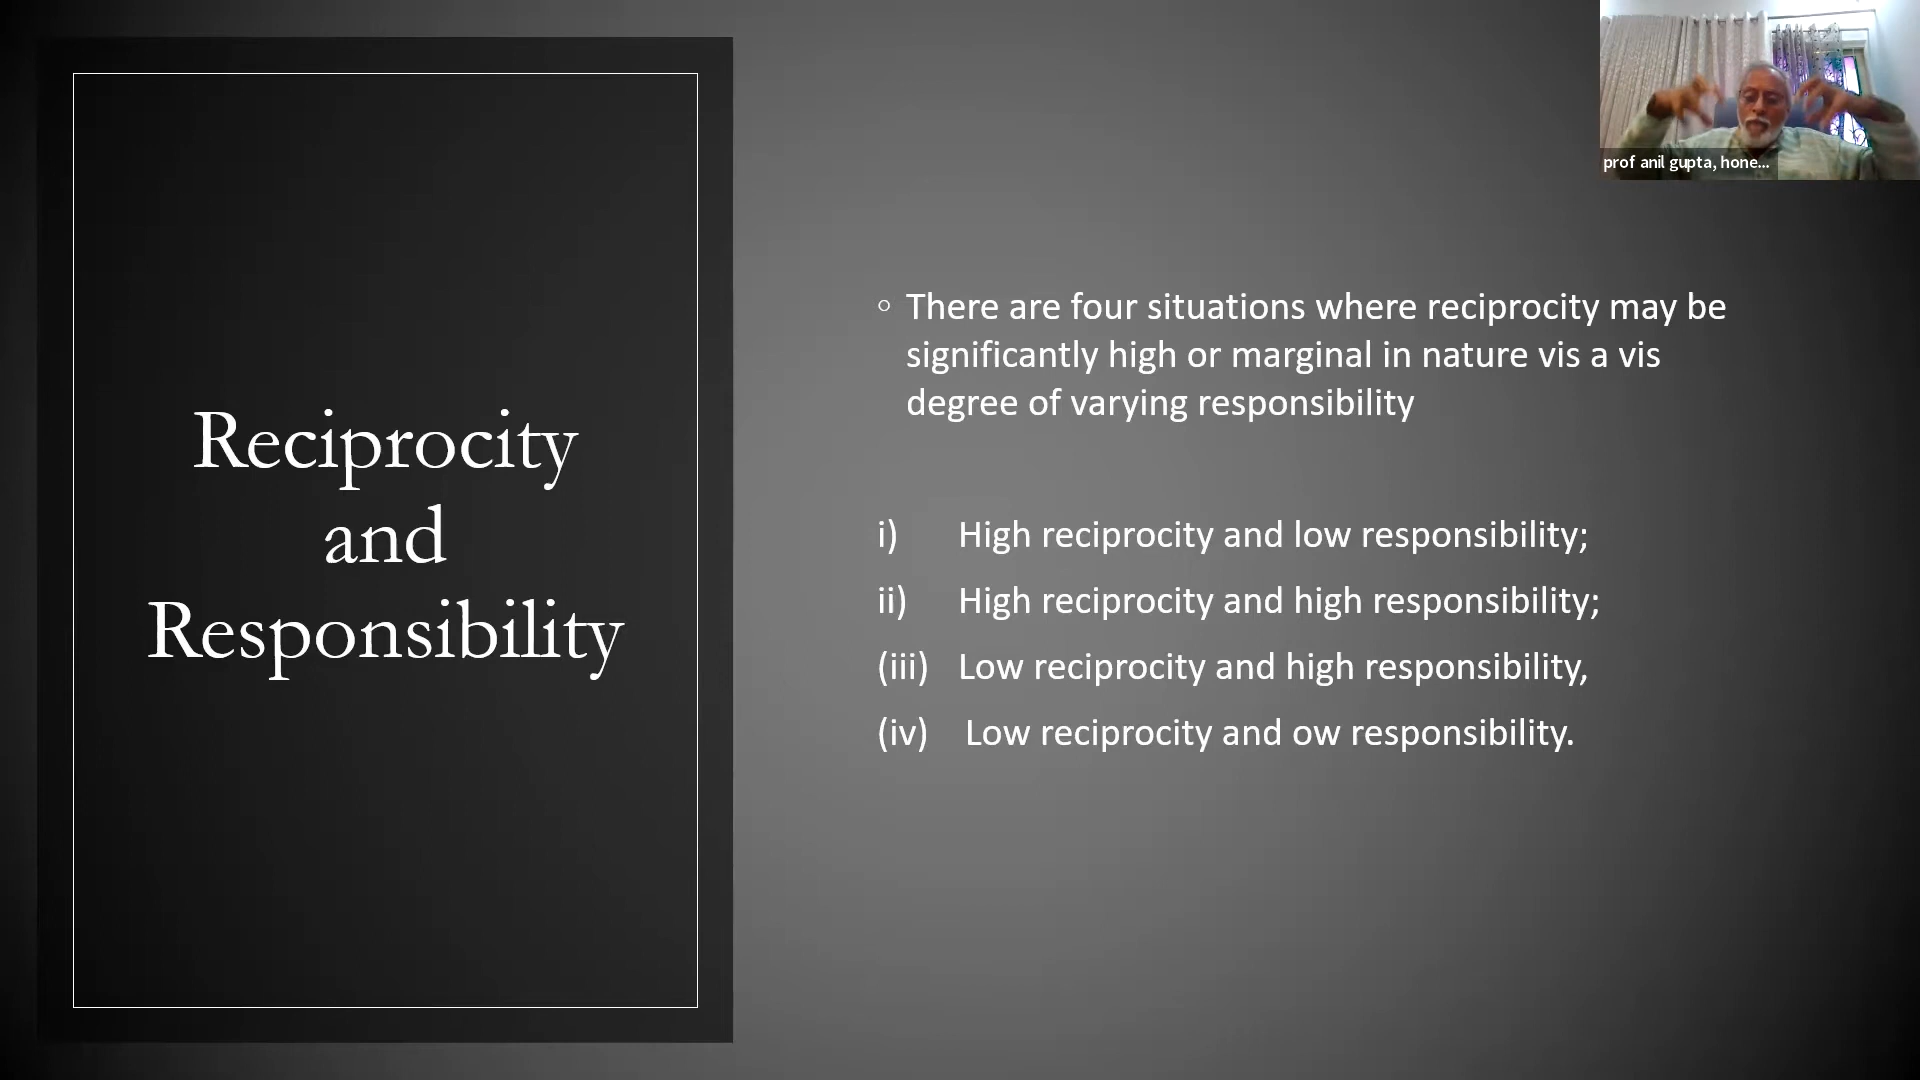 Reciprocity
and
Responsibility
prof anil gupta, hone...
◦ There are four situations where reciprocity may be
significantly high or marginal in nature vis a vis
degree of varying responsibility
i) High reciprocity and low responsibility;
ii) High reciprocity and high responsibility;
(iii) Low reciprocity and high responsibility,
(iv) Low reciprocity and ow responsibility.